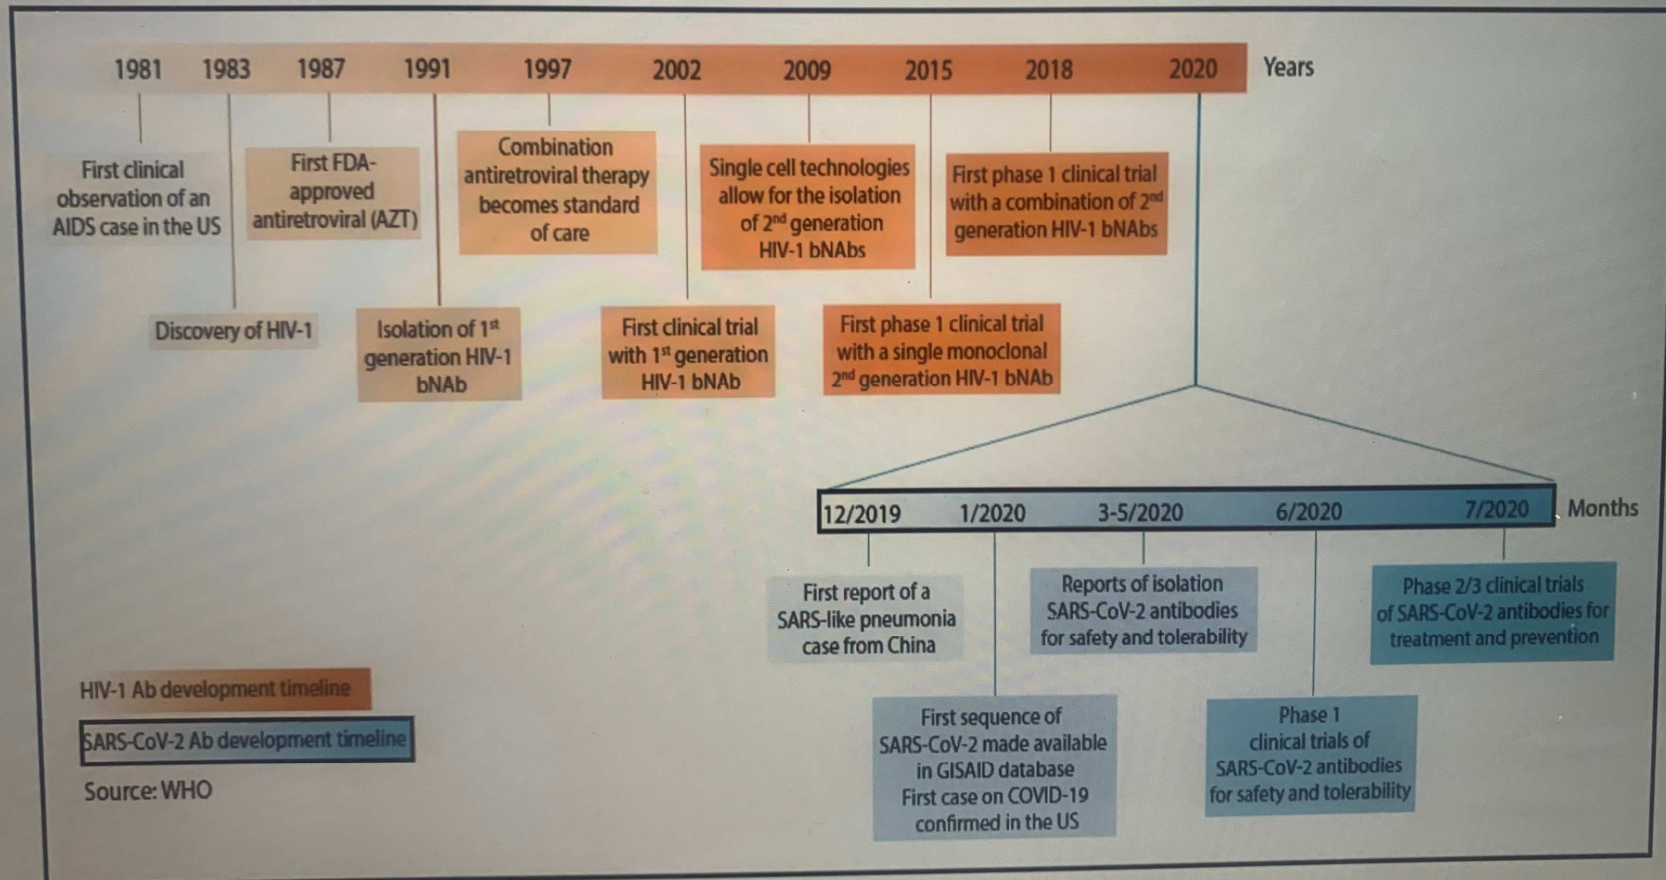 1981 1983 1987 1991 1997 2002 2009 2015 2018 2020 Years
First clinical
observation of an
AIDS case in the US
Discovery of HIV-1
First FDA-
approved
antiretroviral (AZT)
Isolation of 1st
generation HIV-1
bNAb
Combination
antiretroviral therapy
becomes standard
of care
First clinical trial
with 1st generation
HIV-1 bNAb
Single cell technologies
allow for the isolation
of 2nd generation
HIV-1 bNAbs
First phase 1 clinical trial
with a single monoclonal
2nd generation HIV-1 bNAb
First phase 1 clinical trial
with a combination of 2nd
generation HIV-1 bNAbs
12/2019 1/2020 3-5/2020 6/2020 7/2020 Months
First report of a
SARS-like pneumonia
case from China
First sequence of
SARS-CoV-2 made available
in GISAID database
First case on COVID-19
confirmed in the US
Reports of isolation
SARS-CoV-2 antibodies
for safety and tolerability
Phase 1
clinical trials of
SARS-CoV-2 antibodies
for safety and tolerability
Phase 2/3 clinical trials
of SARS-CoV-2 antibodies for
treatment and prevention
HIV-1 Ab development timeline
SARS-CoV-2 Ab development timeline
Source: WHO